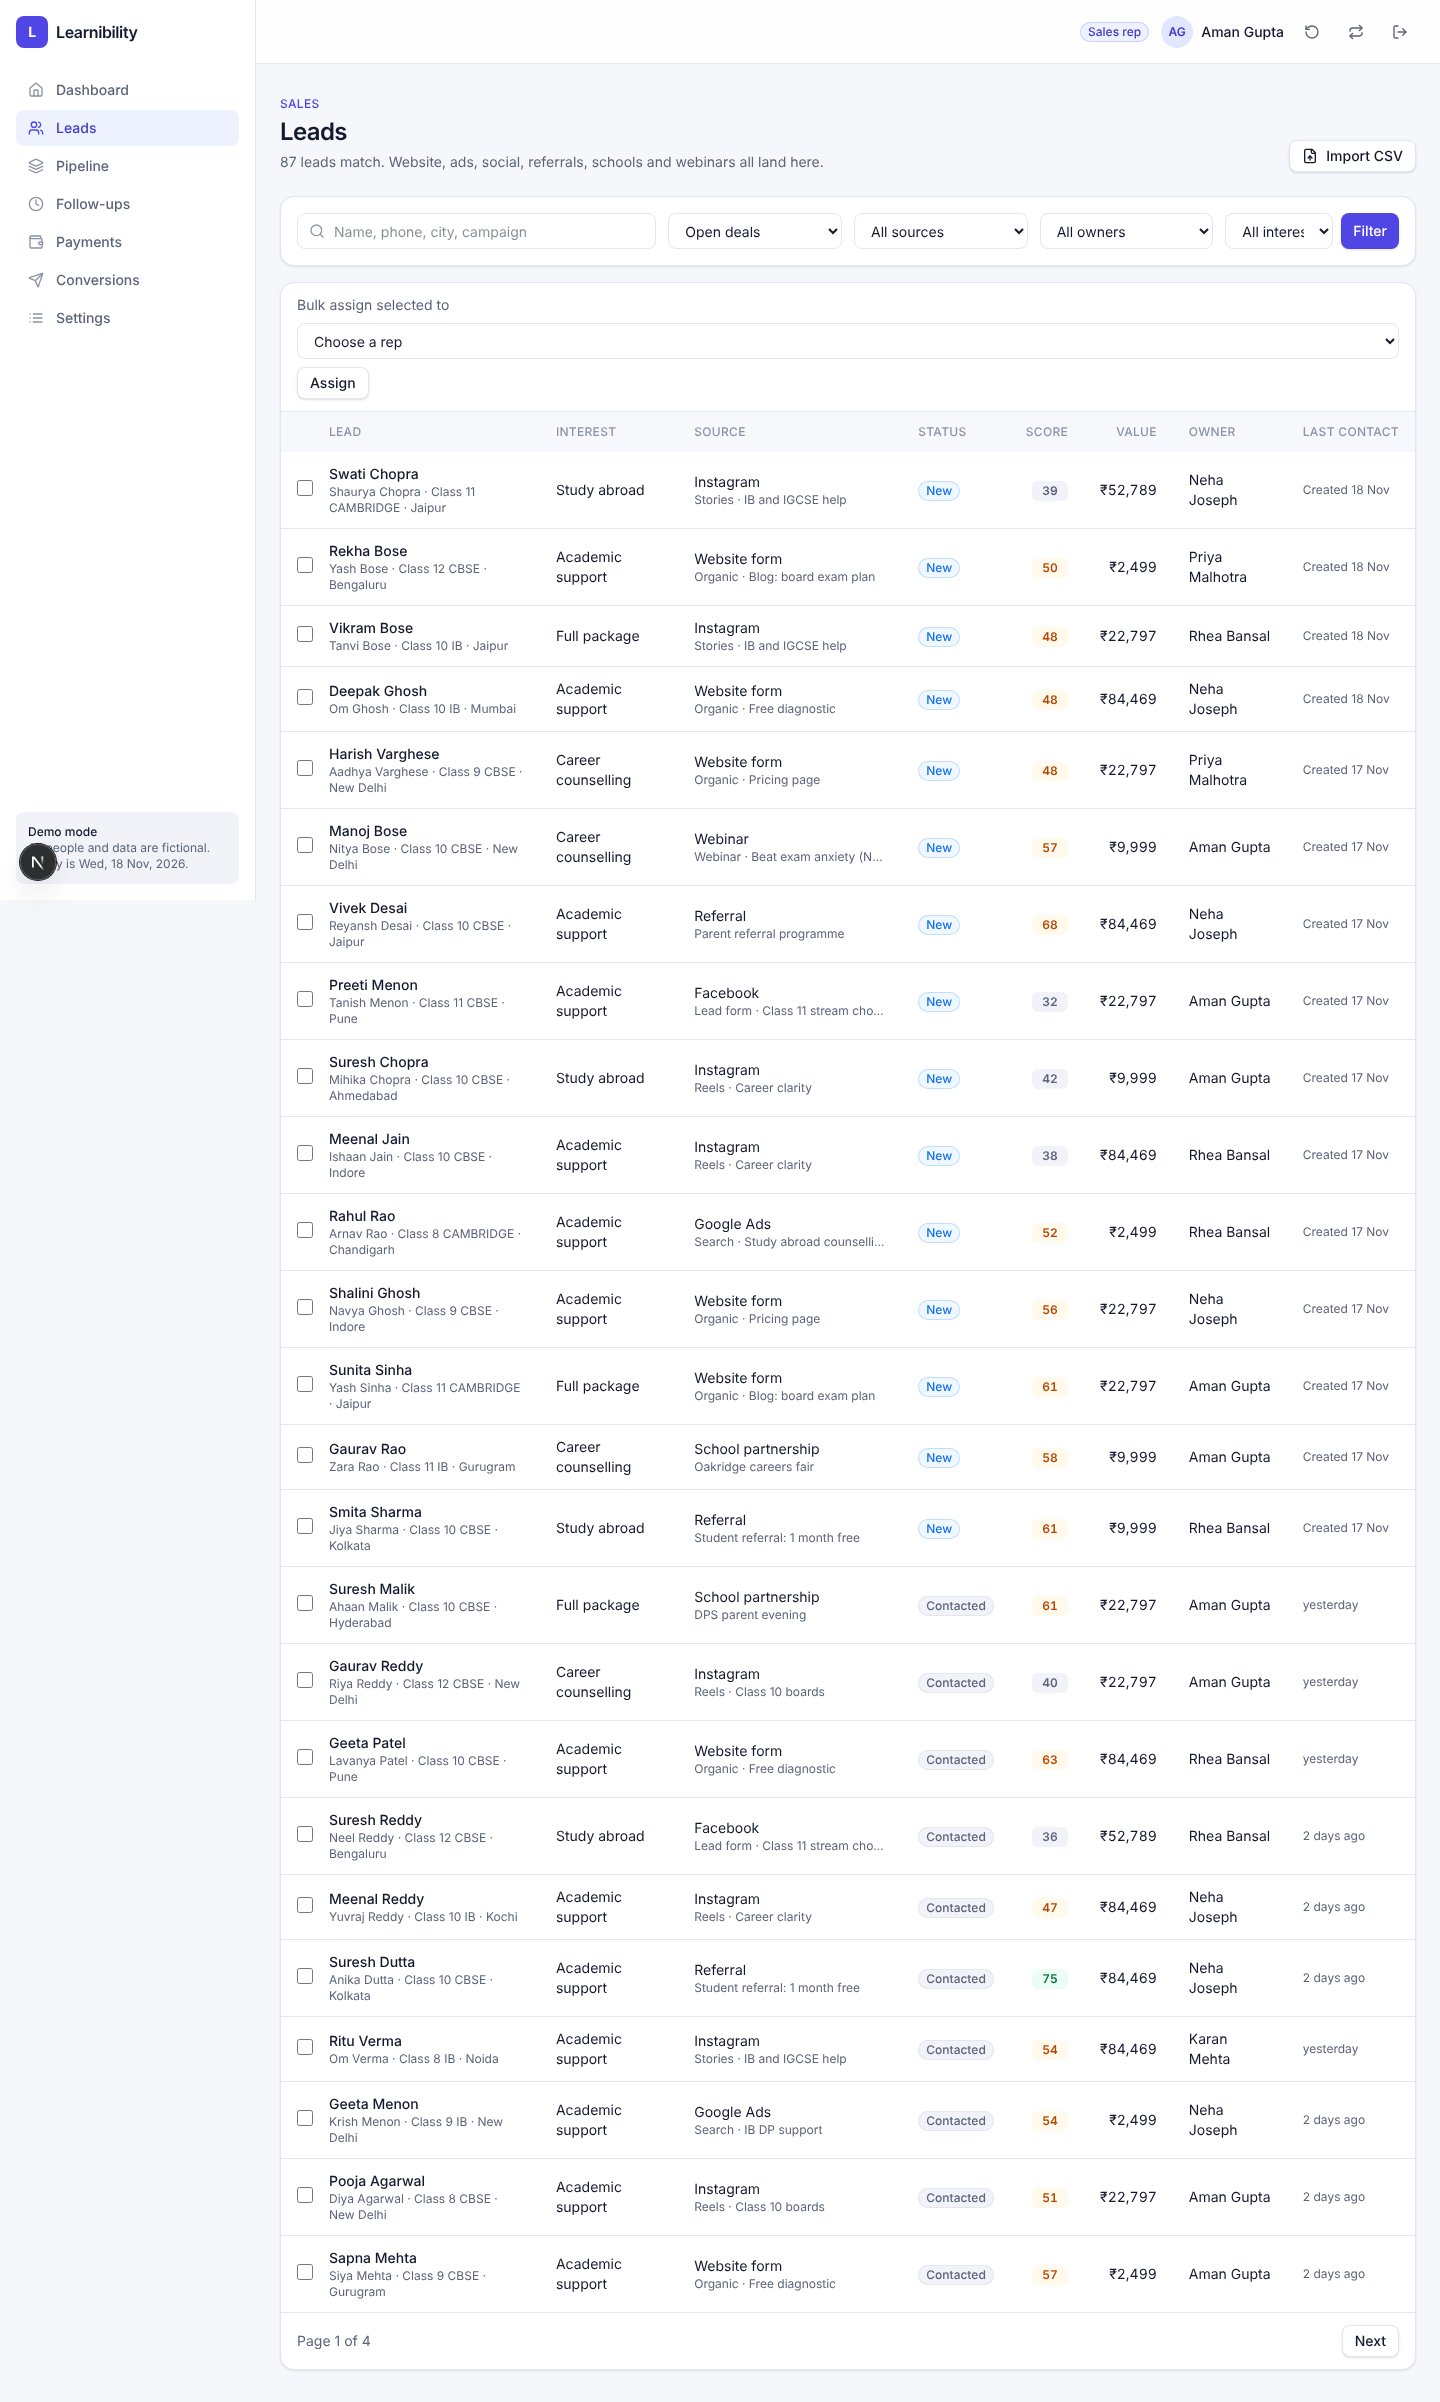 L Learnibility
Sales rep AG Aman Gupta
Dashboard
Leads
Pipeline
Follow-ups
Payments
Conversions
Settings
Demo mode
people and data are fictional.
is Wed, 18 Nov, 2026.
N
SALES
Leads
87 leads match. Website, ads, social, referrals, schools and webinars all land here.
Import CSV
Name, phone, city, campaign Open deals All sources All owners All interes Filter
Bulk assign selected to
Choose a rep
Assign
LEAD INTEREST SOURCE STATUS SCORE VALUE OWNER LAST CONTACT
Swati Chopra
Shaurya Chopra · Class 11
CAMBRIDGE · Jaipur
Study abroad
Instagram
Stories · IB and IGCSE help
New 39 ₹52,789
Neha
Joseph
Created 18 Nov
Rekha Bose
Yash Bose · Class 12 CBSE ·
Bengaluru
Academic
support
Website form
Organic · Blog: board exam plan
New 50 ₹2,499
Priya
Malhotra
Created 18 Nov
Vikram Bose
Tanvi Bose · Class 10 IB · Jaipur
Full package
Instagram
Stories · IB and IGCSE help
New 48 ₹22,797 Rhea Bansal Created 18 Nov
Deepak Ghosh
Om Ghosh · Class 10 IB · Mumbai
Academic
support
Website form
Organic · Free diagnostic
New 48 ₹84,469
Neha
Joseph
Created 18 Nov
Harish Varghese
Aadhya Varghese · Class 9 CBSE ·
New Delhi
Career
counselling
Website form
Organic · Pricing page
New 48 ₹22,797
Priya
Malhotra
Created 17 Nov
Manoj Bose
Nitya Bose · Class 10 CBSE · New
Delhi
Career
counselling
Webinar
Webinar · Beat exam anxiety (N...
New 57 ₹9,999 Aman Gupta Created 17 Nov
Vivek Desai
Reyansh Desai · Class 10 CBSE ·
Jaipur
Academic
support
Referral
Parent referral programme
New 68 ₹84,469
Neha
Joseph
Created 17 Nov
Preeti Menon
Tanish Menon · Class 11 CBSE ·
Pune
Academic
support
Facebook
Lead form · Class 11 stream cho...
New 32 ₹22,797 Aman Gupta Created 17 Nov
Suresh Chopra
Mihika Chopra · Class 10 CBSE ·
Ahmedabad
Study abroad
Instagram
Reels · Career clarity
New 42 ₹9,999 Aman Gupta Created 17 Nov
Meenal Jain
Ishaan Jain · Class 10 CBSE ·
Indore
Academic
support
Instagram
Reels · Career clarity
New 38 ₹84,469 Rhea Bansal Created 17 Nov
Rahul Rao
Arnav Rao · Class 8 CAMBRIDGE ·
Chandigarh
Academic
support
Google Ads
Search · Study abroad counselli...
New 52 ₹2,499 Rhea Bansal Created 17 Nov
Shalini Ghosh
Navya Ghosh · Class 9 CBSE ·
Indore
Academic
support
Website form
Organic · Pricing page
New 56 ₹22,797
Neha
Joseph
Created 17 Nov
Sunita Sinha
Yash Sinha · Class 11 CAMBRIDGE
· Jaipur
Full package
Website form
Organic · Blog: board exam plan
New 61 ₹22,797 Aman Gupta Created 17 Nov
Gaurav Rao
Zara Rao · Class 11 IB · Gurugram
Career
counselling
School partnership
Oakridge careers fair
New 58 ₹9,999 Aman Gupta Created 17 Nov
Smita Sharma
Jiya Sharma · Class 10 CBSE ·
Kolkata
Study abroad
Referral
Student referral: 1 month free
New 61 ₹9,999 Rhea Bansal Created 17 Nov
Suresh Malik
Ahaan Malik · Class 10 CBSE ·
Hyderabad
Full package
School partnership
DPS parent evening
Contacted 61 ₹22,797 Aman Gupta yesterday
Gaurav Reddy
Riya Reddy · Class 12 CBSE · New
Delhi
Career
counselling
Instagram
Reels · Class 10 boards
Contacted 40 ₹22,797 Aman Gupta yesterday
Geeta Patel
Lavanya Patel · Class 10 CBSE ·
Pune
Academic
support
Website form
Organic · Free diagnostic
Contacted 63 ₹84,469 Rhea Bansal yesterday
Suresh Reddy
Neel Reddy · Class 12 CBSE ·
Bengaluru
Study abroad
Facebook
Lead form · Class 11 stream cho...
Contacted 36 ₹52,789 Rhea Bansal 2 days ago
Meenal Reddy
Yuvraj Reddy · Class 10 IB · Kochi
Academic
support
Instagram
Reels · Career clarity
Contacted 47 ₹84,469
Neha
Joseph
2 days ago
Suresh Dutta
Anika Dutta · Class 10 CBSE ·
Kolkata
Academic
support
Referral
Student referral: 1 month free
Contacted 75 ₹84,469
Neha
Joseph
2 days ago
Ritu Verma
Om Verma · Class 8 IB · Noida
Academic
support
Instagram
Stories · IB and IGCSE help
Contacted 54 ₹84,469
Karan
Mehta
yesterday
Geeta Menon
Krish Menon · Class 9 IB · New
Delhi
Academic
support
Google Ads
Search · IB DP support
Contacted 54 ₹2,499
Neha
Joseph
2 days ago
Pooja Agarwal
Diya Agarwal · Class 8 CBSE ·
New Delhi
Academic
support
Instagram
Reels · Class 10 boards
Contacted 51 ₹22,797 Aman Gupta 2 days ago
Sapna Mehta
Siya Mehta · Class 9 CBSE ·
Gurugram
Academic
support
Website form
Organic · Free diagnostic
Contacted 57 ₹2,499 Aman Gupta 2 days ago
Page 1 of 4 Next